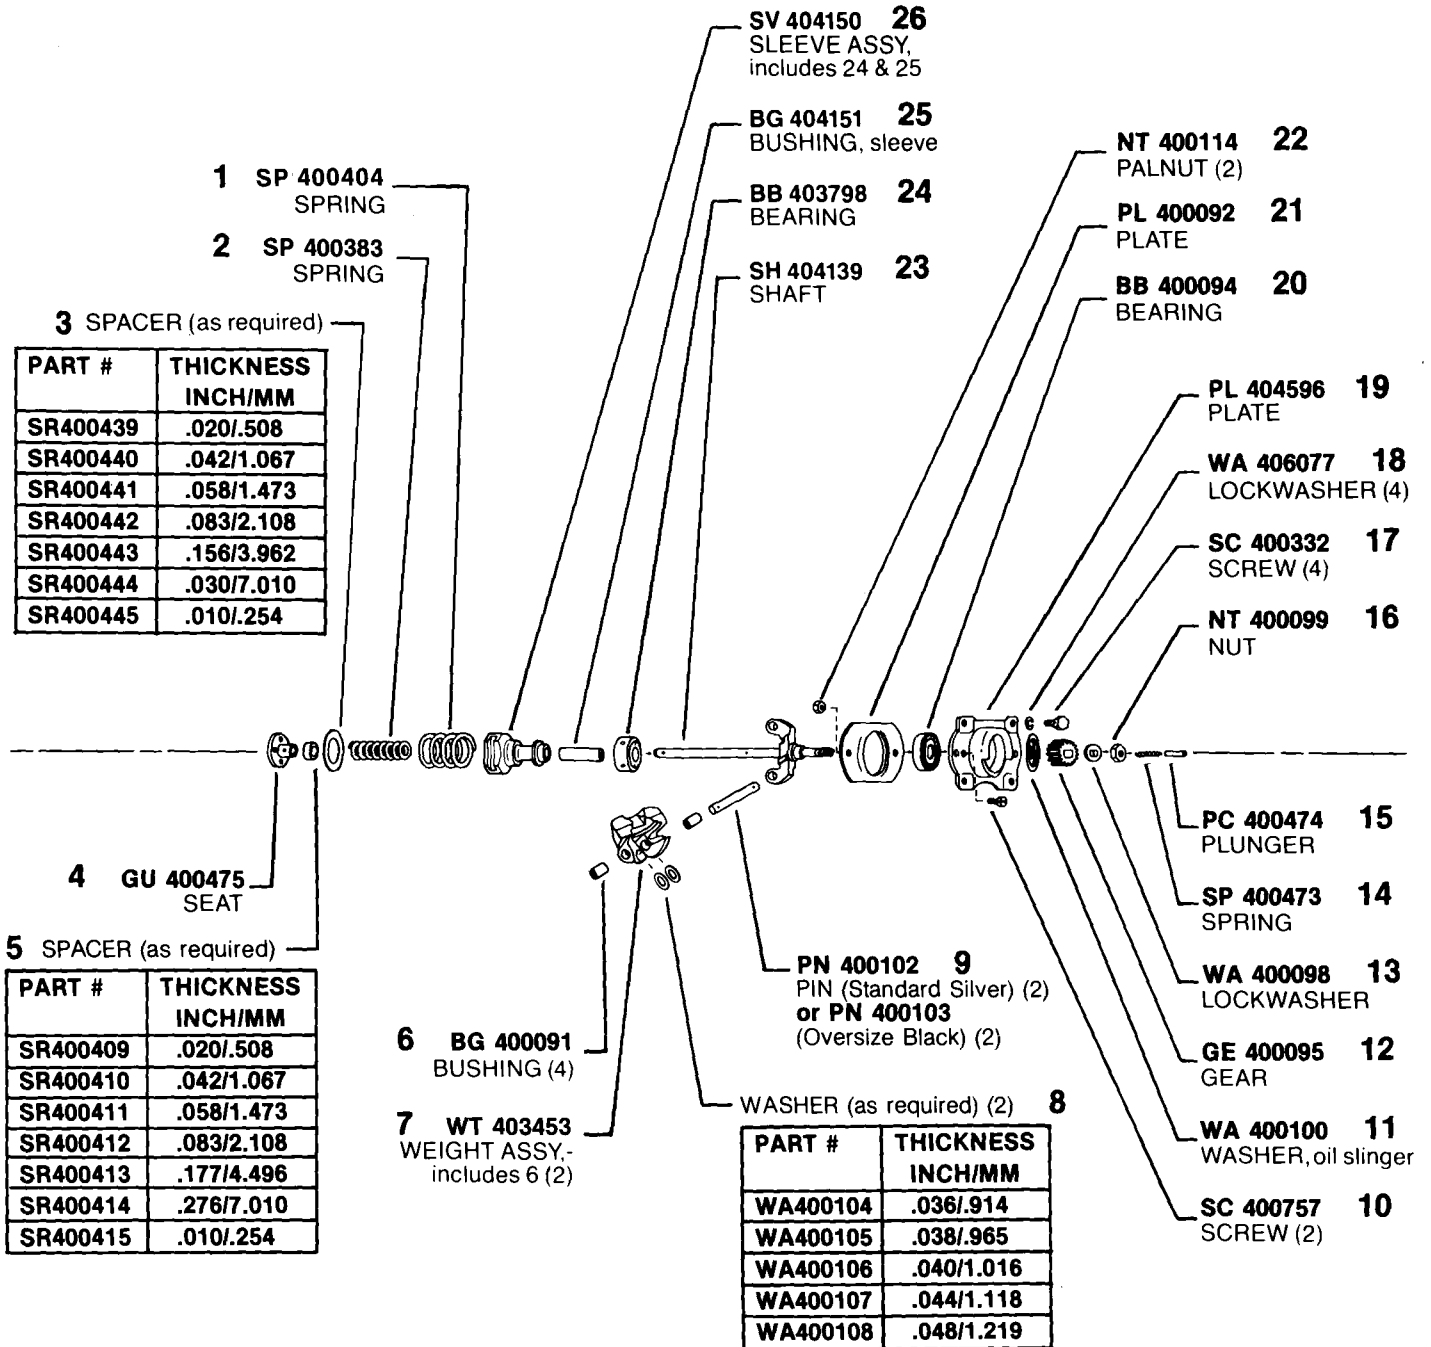 SV 404150 26
SLEEVE ASSY,
includes 24 & 25
BG 404151 25
BUSHING, sleeve
BB 403798 24
BEARING
SH 404139 23
SHAFT
NT 400114 22
PALNUT (2)
PL 400092 21
PLATE
BB 400094 20
BEARING
1 SP 400404
SPRING
2 SP 400383
SPRING
3 SPACER (as required)
PART # THICKNESS
INCH/MM
SR400439 .020/.508
SR400440 .042/1.067
SR400441 .058/1.473
SR400442 .083/2.108
SR400443 .156/3.962
SR400444 .030/7.010
SR400445 .010/.254
PL 404596 19
PLATE
WA 406077 18
LOCKWASHER (4)
SC 400332 17
SCREW (4)
NT 400099 16
NUT
4 GU 400475
SEAT
5 SPACER (as required)
PART # THICKNESS
INCH/MM
SR400409 .020/.508
SR400410 .042/1.067
SR400411 .058/1.473
SR400412 .083/2.108
SR400413 .177/4.496
SR400414 .276/7.010
SR400415 .010/.254
6 BG 400091
BUSHING (4)
7 WT 403453
WEIGHT ASSY,-
includes 6 (2)
PN 400102 9
PIN (Standard Silver) (2)
or PN 400103
(Oversize Black) (2)
WASHER (as required) (2) 8
PART # THICKNESS
INCH/MM
WA400104 .036/.914
WA400105 .038/.965
WA400106 .040/1.016
WA400107 .044/1.118
WA400108 .048/1.219
PC 400474 15
PLUNGER
SP 400473 14
SPRING
WA 400098 13
LOCKWASHER
GE 400095 12
GEAR
WA 400100 11
WASHER, oil slinger
SC 400757 10
SCREW (2)